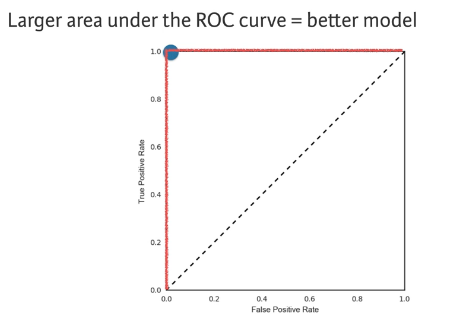 Larger area under the ROC curve = better model
1.0
0.8
0.6
0.4
0.2
0.0
True Positive Rate
0.0 0.2 0.4 0.6 0.8 1.0
False Positive Rate